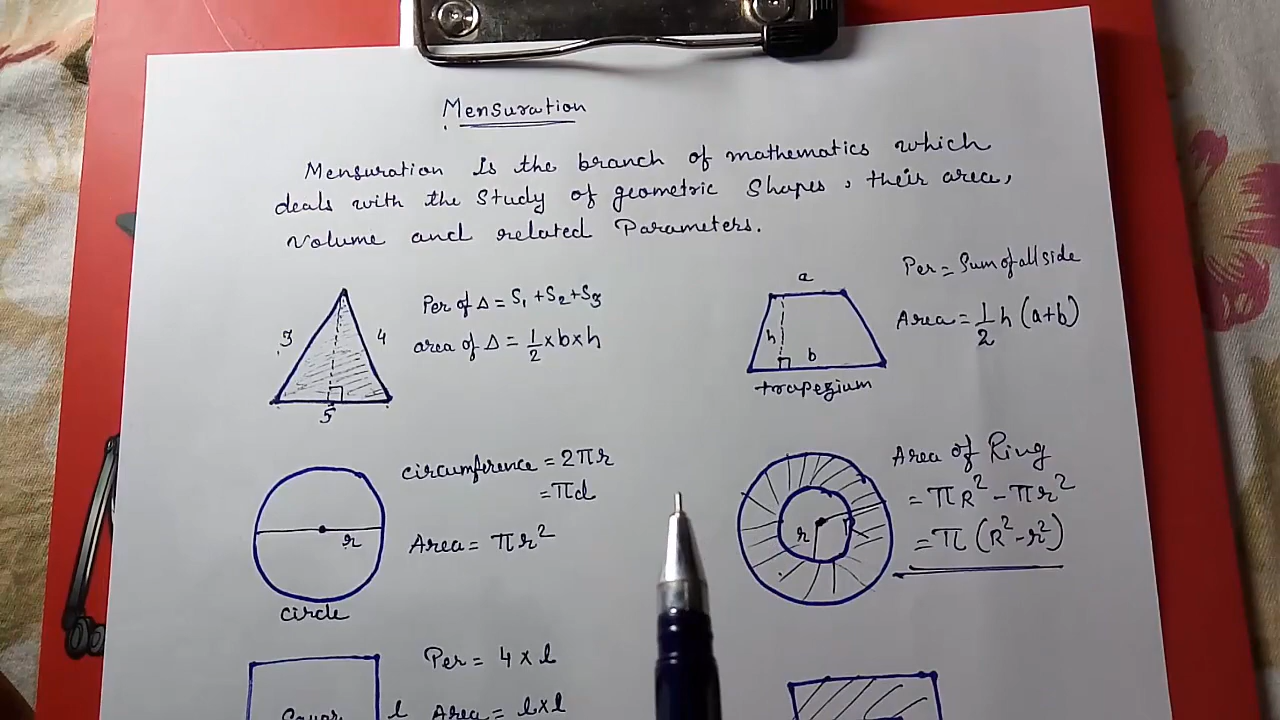 Mensuration
Mensuration Is the branch of mathematics which
deals with the Study of geometric Shapes, their area,
Volume and related Parameters.
3
4
5
Per of Δ = S₁ + S₂ + S₃
area of Δ = 1/2 × b × h
a
h
b
trapezium
Per = Sum of all side
Area = 1/2 h (a+b)
r
circle
circumference = 2πr
= πd
Area = πr²
r
Area of Ring
= πR² - πr²
= π (R² - r²)
l
Per = 4 × l
Area = l×l